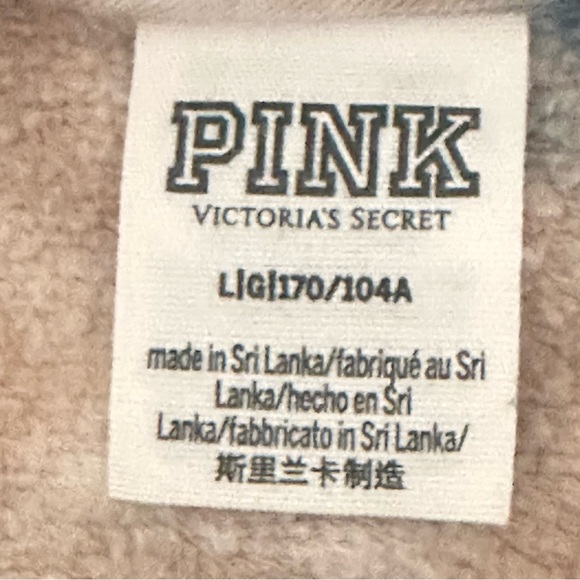 PINK
VICTORIA'S SECRET
L|G|170/104A
made in Sri Lanka/fabriqué au Sri
Lanka/hecho en Sri
Lanka/fabbricato in Sri Lanka/
斯里兰卡制造